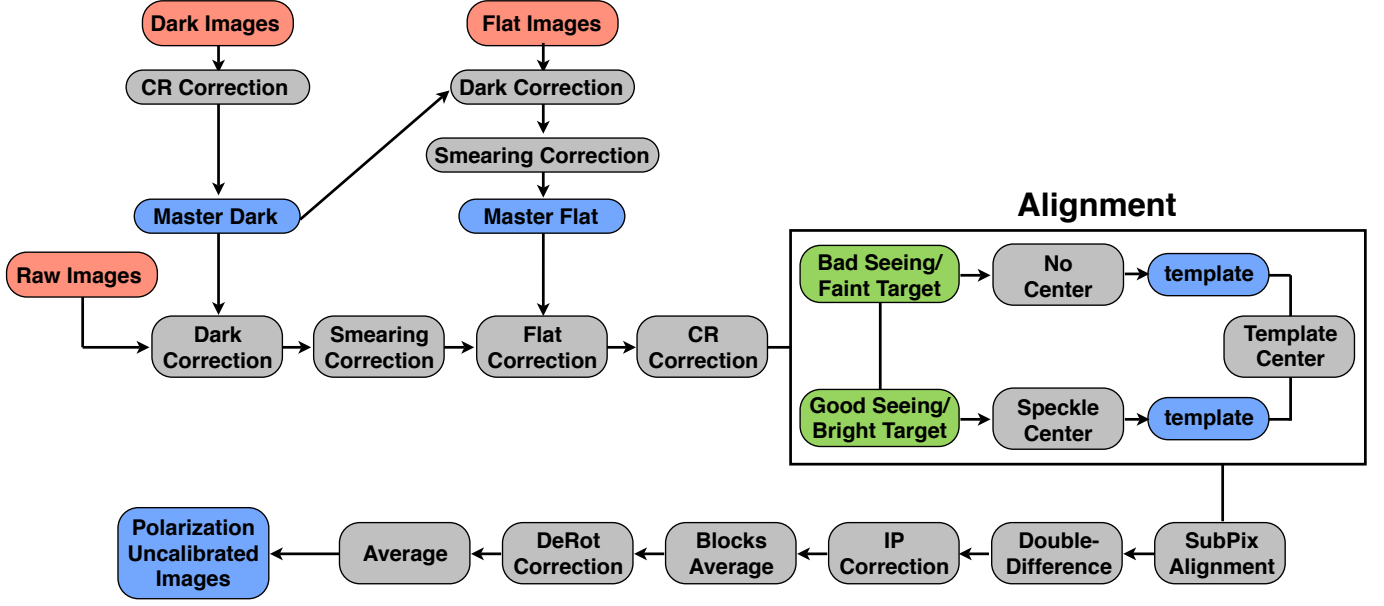 Dark Images
Flat Images
CR Correction
Dark Correction
Smearing Correction
Master Dark
Master Flat
Raw Images
Dark
Correction
Smearing
Correction
Flat
Correction
CR
Correction
Alignment
Bad Seeing/
Faint Target
No
Center
template
Template
Center
Good Seeing/
Bright Target
Speckle
Center
template
Polarization
Uncalibrated
Images
Average
DeRot
Correction
Blocks
Average
IP
Correction
Double-
Difference
SubPix
Alignment